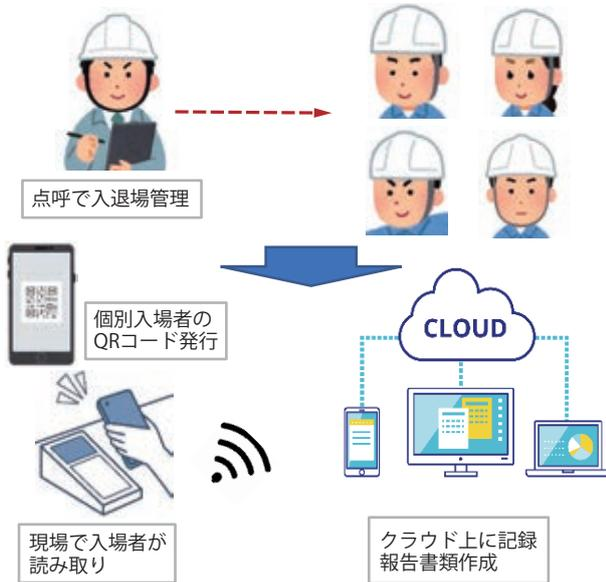 点呼で入退場管理
個別入場者の
QRコード発行
CLOUD
現場で入場者が
読み取り
クラウド上に記録
報告書類作成